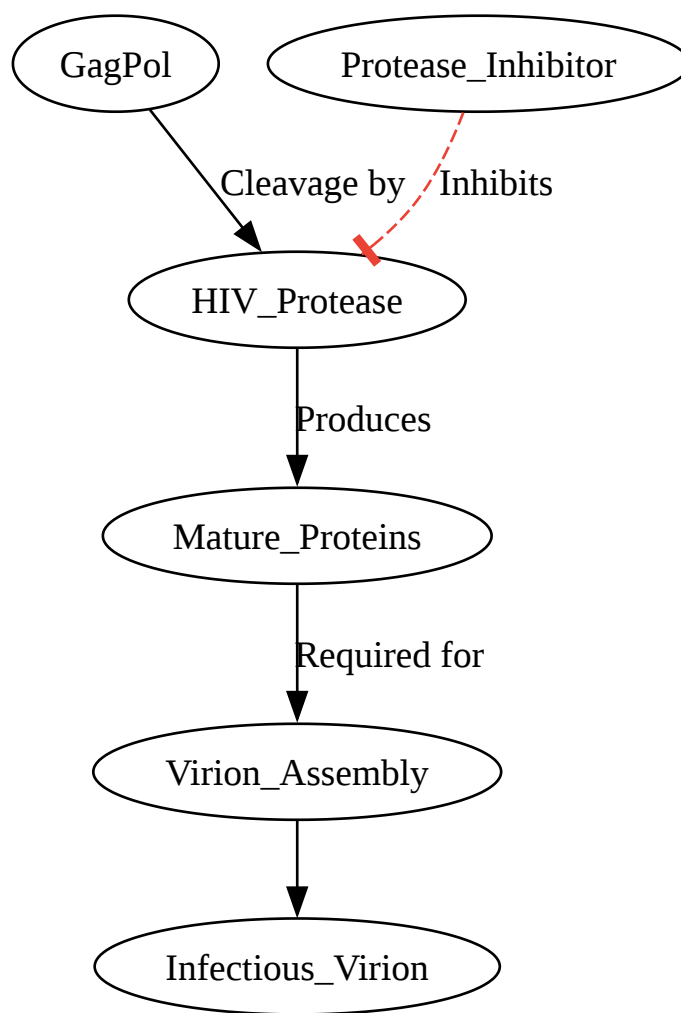 GagPol
Protease_Inhibitor
Cleavage by
Inhibits
HIV_Protease
Produces
Mature_Proteins
Required for
Virion_Assembly
Infectious_Virion